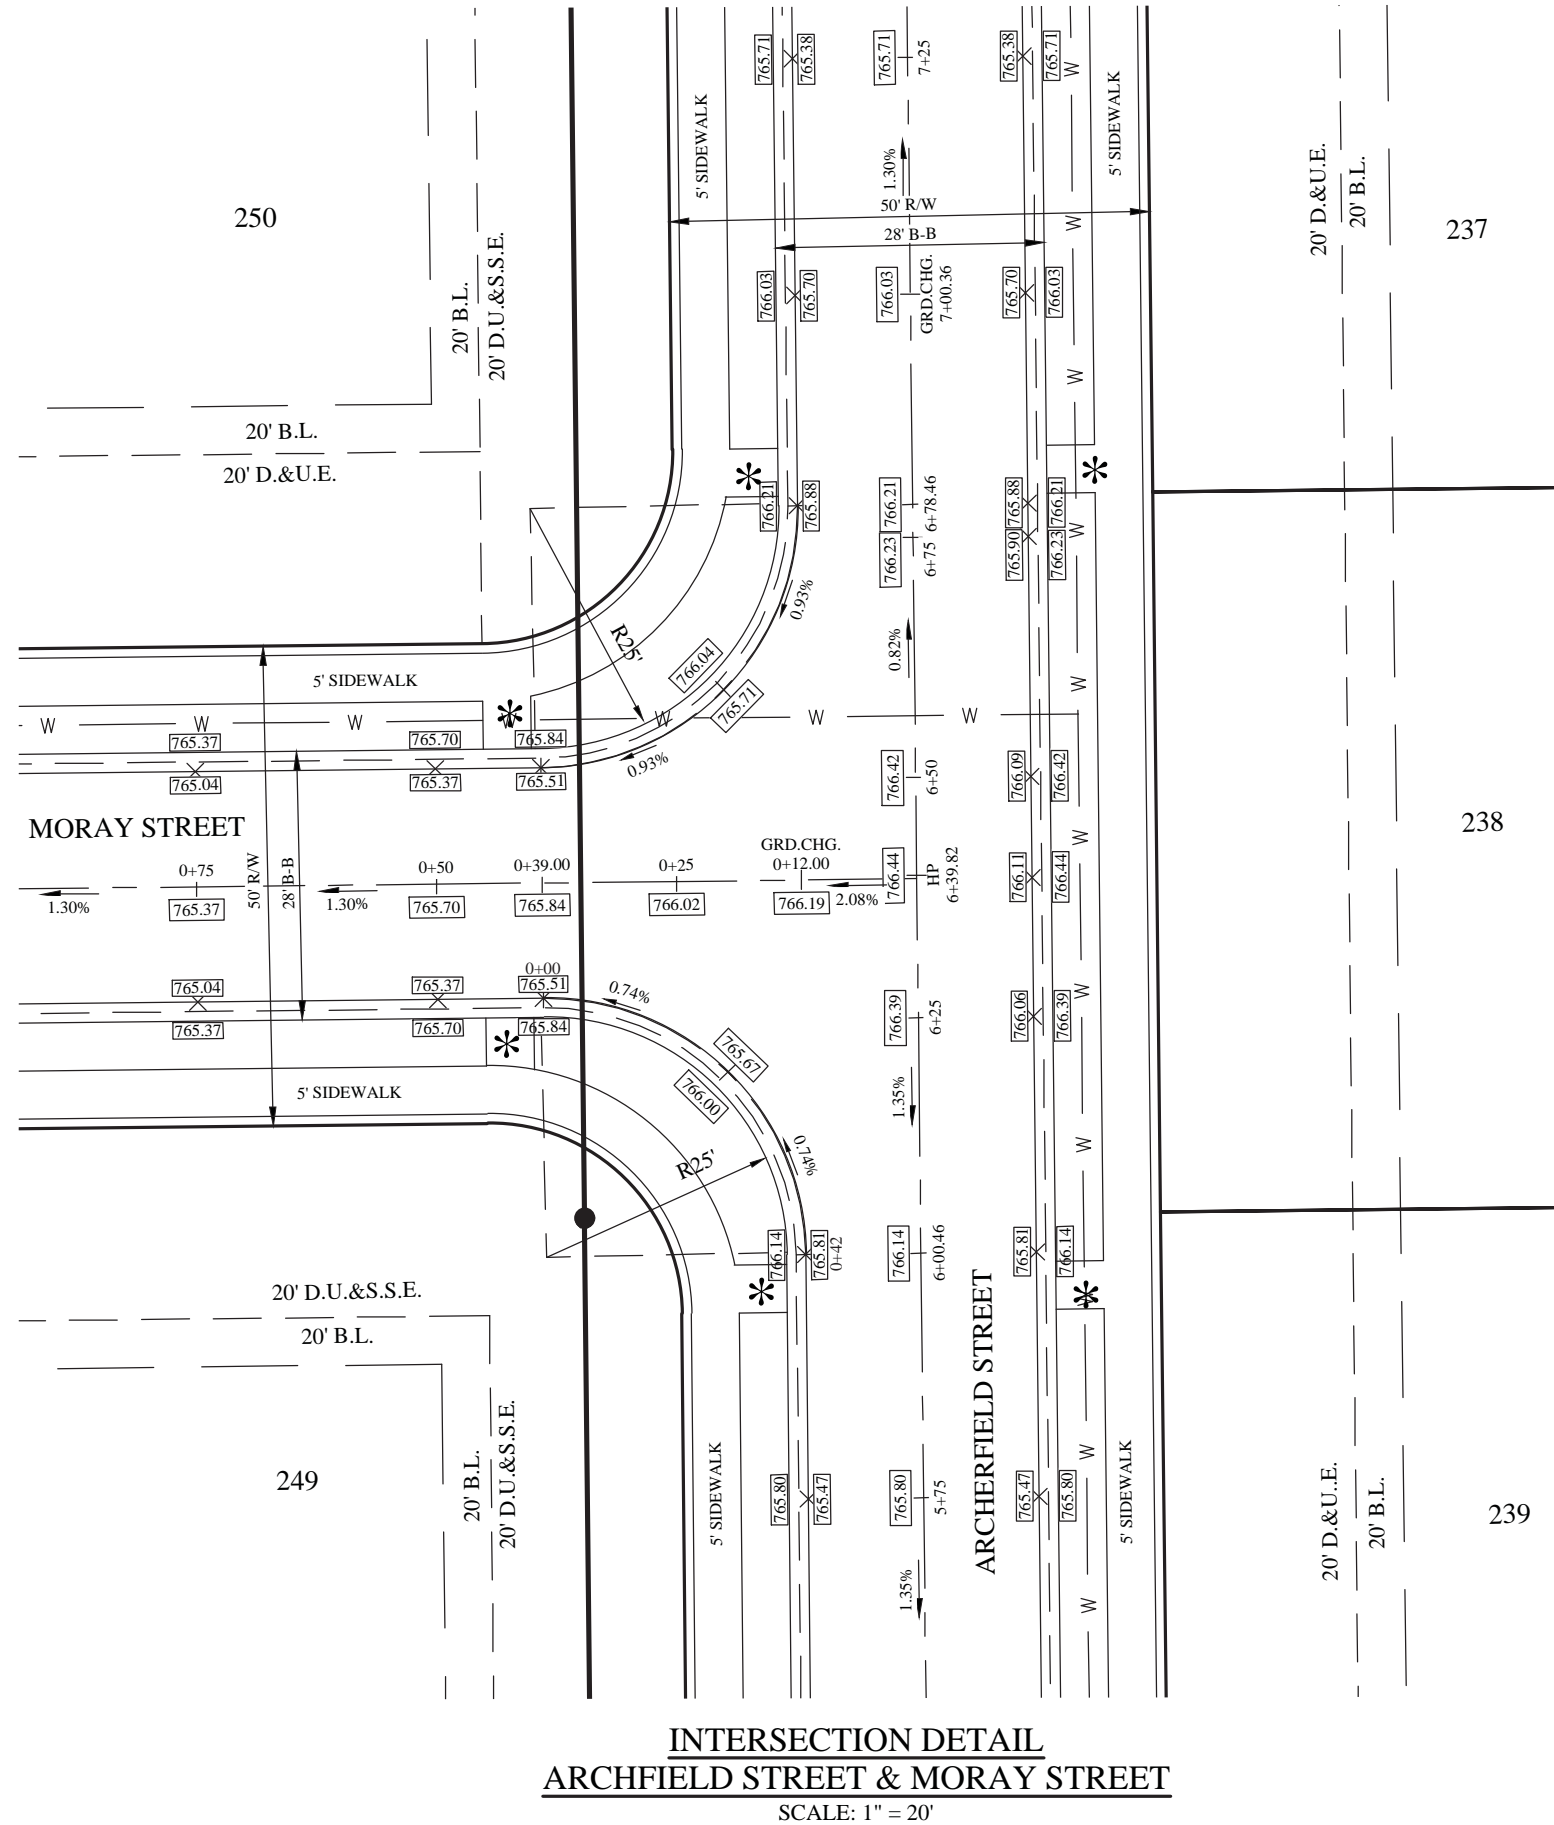 765.71
765.38
765.71
7+25
765.38
765.71
W
5' SIDEWALK
5' SIDEWALK
1.30%
20' D.&U.E.
20' B.L.
50' R/W
250
237
W
28' B-B
20' B.L.
20' D.U.&S.S.E.
766.03
765.70
766.03
GRD.CHG.
7+00.36
765.70
766.03
W
20' B.L.
20' D.&U.E.
*
*
766.21
765.88
766.21
6+78.46
765.88
766.21
766.23
6+75
765.90
766.23
W
0.93%
R25'
0.82%
766.04
765.71
W
5' SIDEWALK
*
W
W
W
W
W
W
W
765.37
765.70
765.84
0.93%
765.04
765.37
765.51
766.42
6+50
766.09
766.42
MORAY STREET
W
238
GRD.CHG.
0+75
50' R/W
28' B-B
0+50
0+39.00
0+25
0+12.00
766.44
HP
6+39.82
766.11
766.44
1.30%
765.37
1.30%
765.70
765.84
766.02
766.19
2.08%
0+00
765.04
765.37
765.51
0.74%
W
765.37
765.70
765.84
766.39
6+25
766.06
766.39
*
765.67
766.00
5' SIDEWALK
1.35%
R25'
0.74%
W
766.14
765.81
0+42
766.14
6+00.46
765.81
766.14
20' D.U.&S.S.E.
20' B.L.
*
*
W
ARCHERFIELD STREET
249
20' B.L.
20' D.U.&S.S.E.
5' SIDEWALK
765.80
765.47
765.80
5+75
765.47
765.80
W
5' SIDEWALK
20' D.&U.E.
20' B.L.
239
1.35%
W
INTERSECTION DETAIL
ARCHFIELD STREET & MORAY STREET
SCALE: 1" = 20'